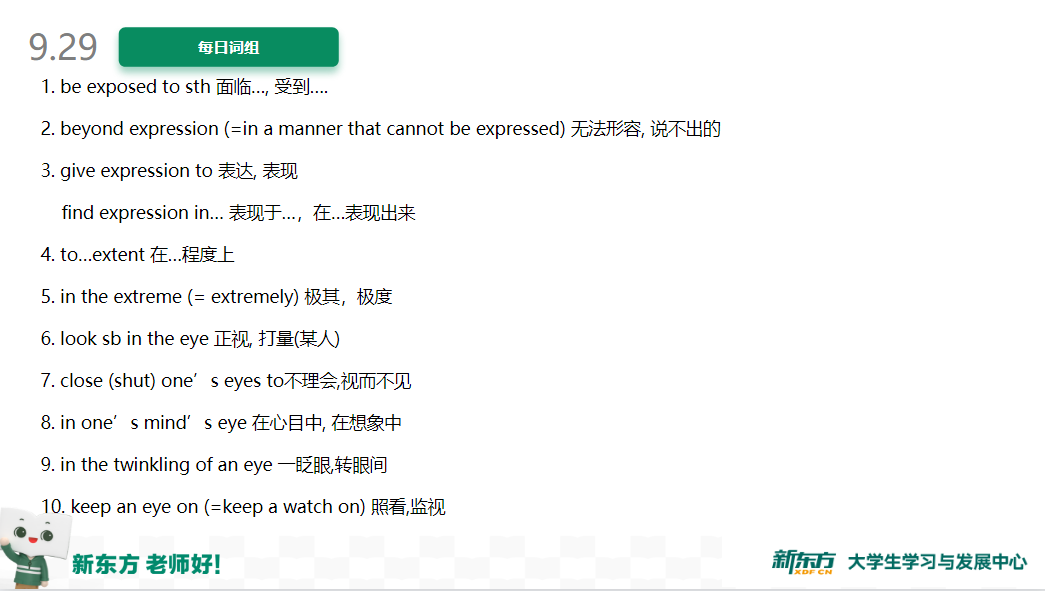 9.29
每日词组
1. be exposed to sth 面临…, 受到….
2. beyond expression (=in a manner that cannot be expressed) 无法形容, 说不出的
3. give expression to 表达, 表现
find expression in… 表现于…，在…表现出来
4. to…extent 在…程度上
5. in the extreme (= extremely) 极其，极度
6. look sb in the eye 正视, 打量(某人)
7. close (shut) one’s eyes to不理会,视而不见
8. in one’s mind’s eye 在心目中, 在想象中
9. in the twinkling of an eye 一眨眼,转眼间
10. keep an eye on (=keep a watch on) 照看,监视
新东方 老师好!
新东方 XDF.CN 大学生学习与发展中心